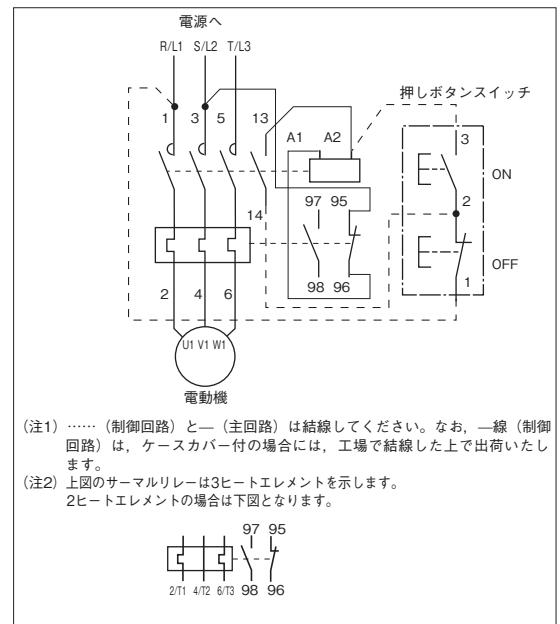 電源へ
R/L1 S/L2 T/L3
押しボタンスイッチ
1 3 5 13
A1 A2
3
ON
97 95
2
14
OFF
98 96
1
2 4 6
U1 V1 W1
電動機
(注1) ……（制御回路）と―（主回路）は結線してください。なお，―線（制御
回路）は，ケースカバー付の場合には，工場で結線した上で出荷いたし
ます。
(注2) 上図のサーマルリレーは3ヒートエレメントを示します。
2ヒートエレメントの場合は下図となります。
97 95
2/T1 4/T2 6/T3 98 96